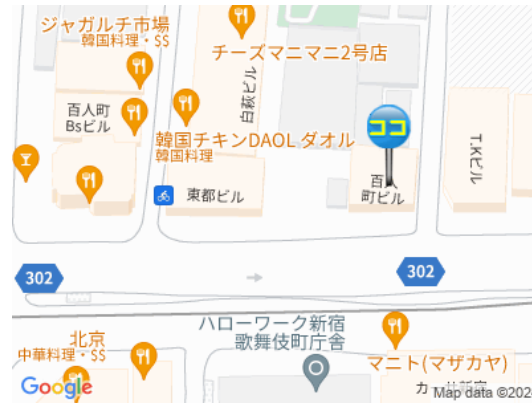 ジャガルチ市場
韓国料理・$$
チーズマニマニ2号店
百人町
Bsビル
白萩ビル
ココ
韓国チキンDAOL ダオル
韓国料理
T.Kビル
東都ビル
百人
町ビル
302
302
ハローワーク新宿
歌舞伎町庁舎
北京
中華料理・$$
マニト(マザカヤ)
Google
Map data ©202